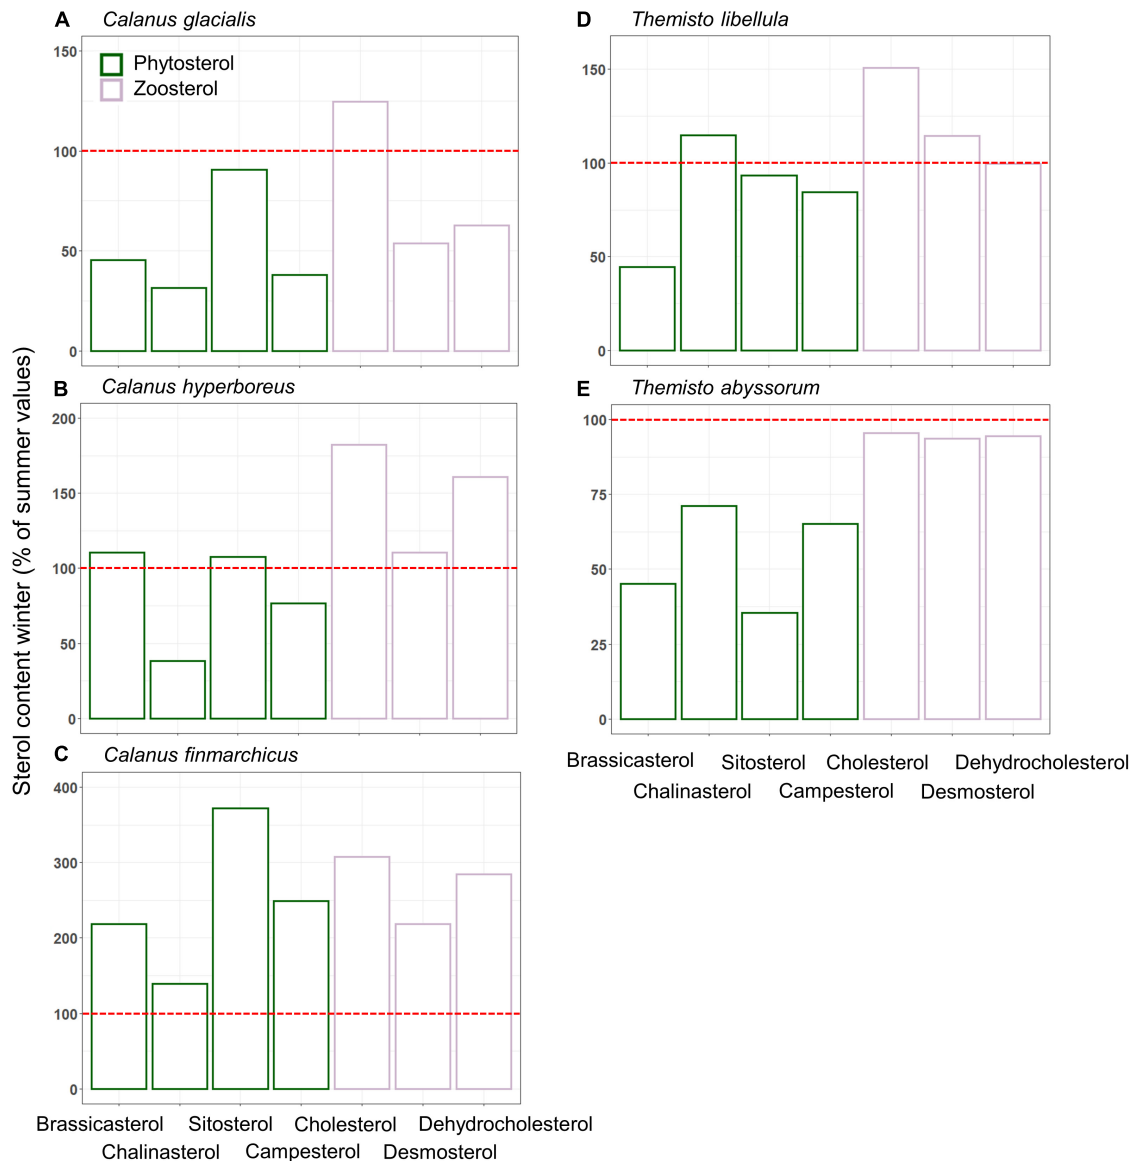 Sterol content winter (% of summer values)
A Calanus glacialis
150
100
50
0
Phytosterol
Zoosterol
B Calanus hyperboreus
200
150
100
50
0
C Calanus finmarchicus
400
300
200
100
0
Brassicasterol Sitosterol Cholesterol Dehydrocholesterol
Chalinasterol Campesterol Desmosterol
D Themisto libellula
150
100
50
0
E Themisto abyssorum
100
75
50
25
0
Brassicasterol Sitosterol Cholesterol Dehydrocholesterol
Chalinasterol Campesterol Desmosterol